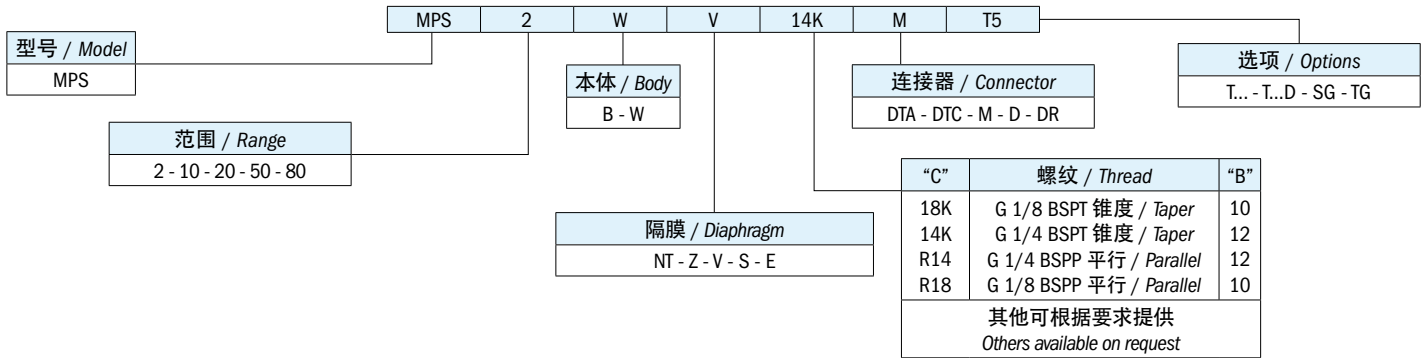 MPS 2 W V 14K M T5
型号 / Model
MPS
范围 / Range
2 - 10 - 20 - 50 - 80
本体 / Body
B - W
隔膜 / Diaphragm
NT - Z - V - S - E
连接器 / Connector
DTA - DTC - M - D - DR
选项 / Options
T... - T...D - SG - TG
“C” 螺纹 / Thread “B”
18K G 1/8 BSPT 锥度 / Taper 10
14K G 1/4 BSPT 锥度 / Taper 12
R14 G 1/4 BSPP 平行 / Parallel 12
R18 G 1/8 BSPP 平行 / Parallel 10
其他可根据要求提供
Others available on request